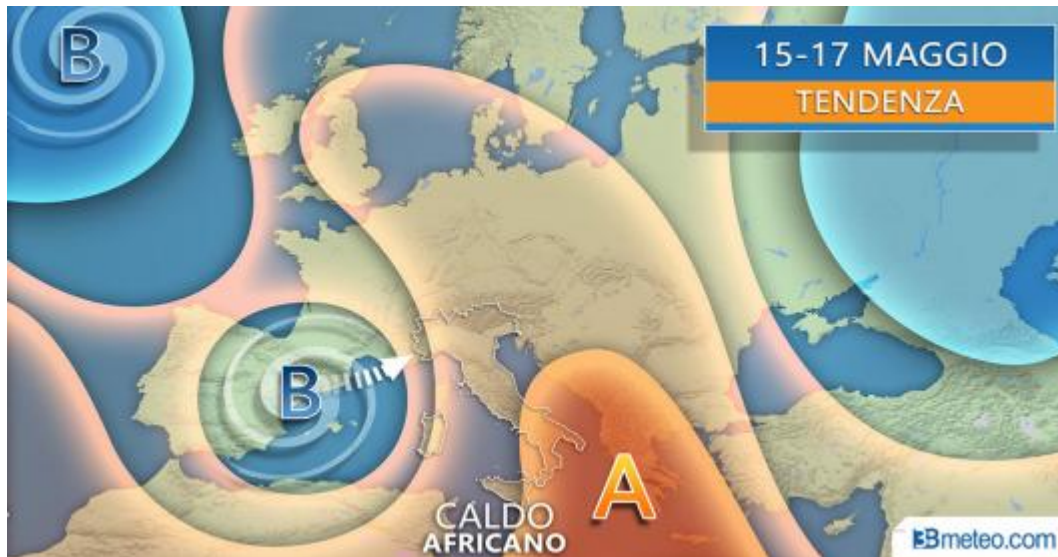 B
15-17 MAGGIO
TENDENZA
B
A
CALDO
AFRICANO
3Bmeteo.com